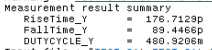 Measurement result summary
RiseTime_Y = 176.7129p
FallTime_Y = 89.4466p
DUTYCYCLE_Y = 480.9206m